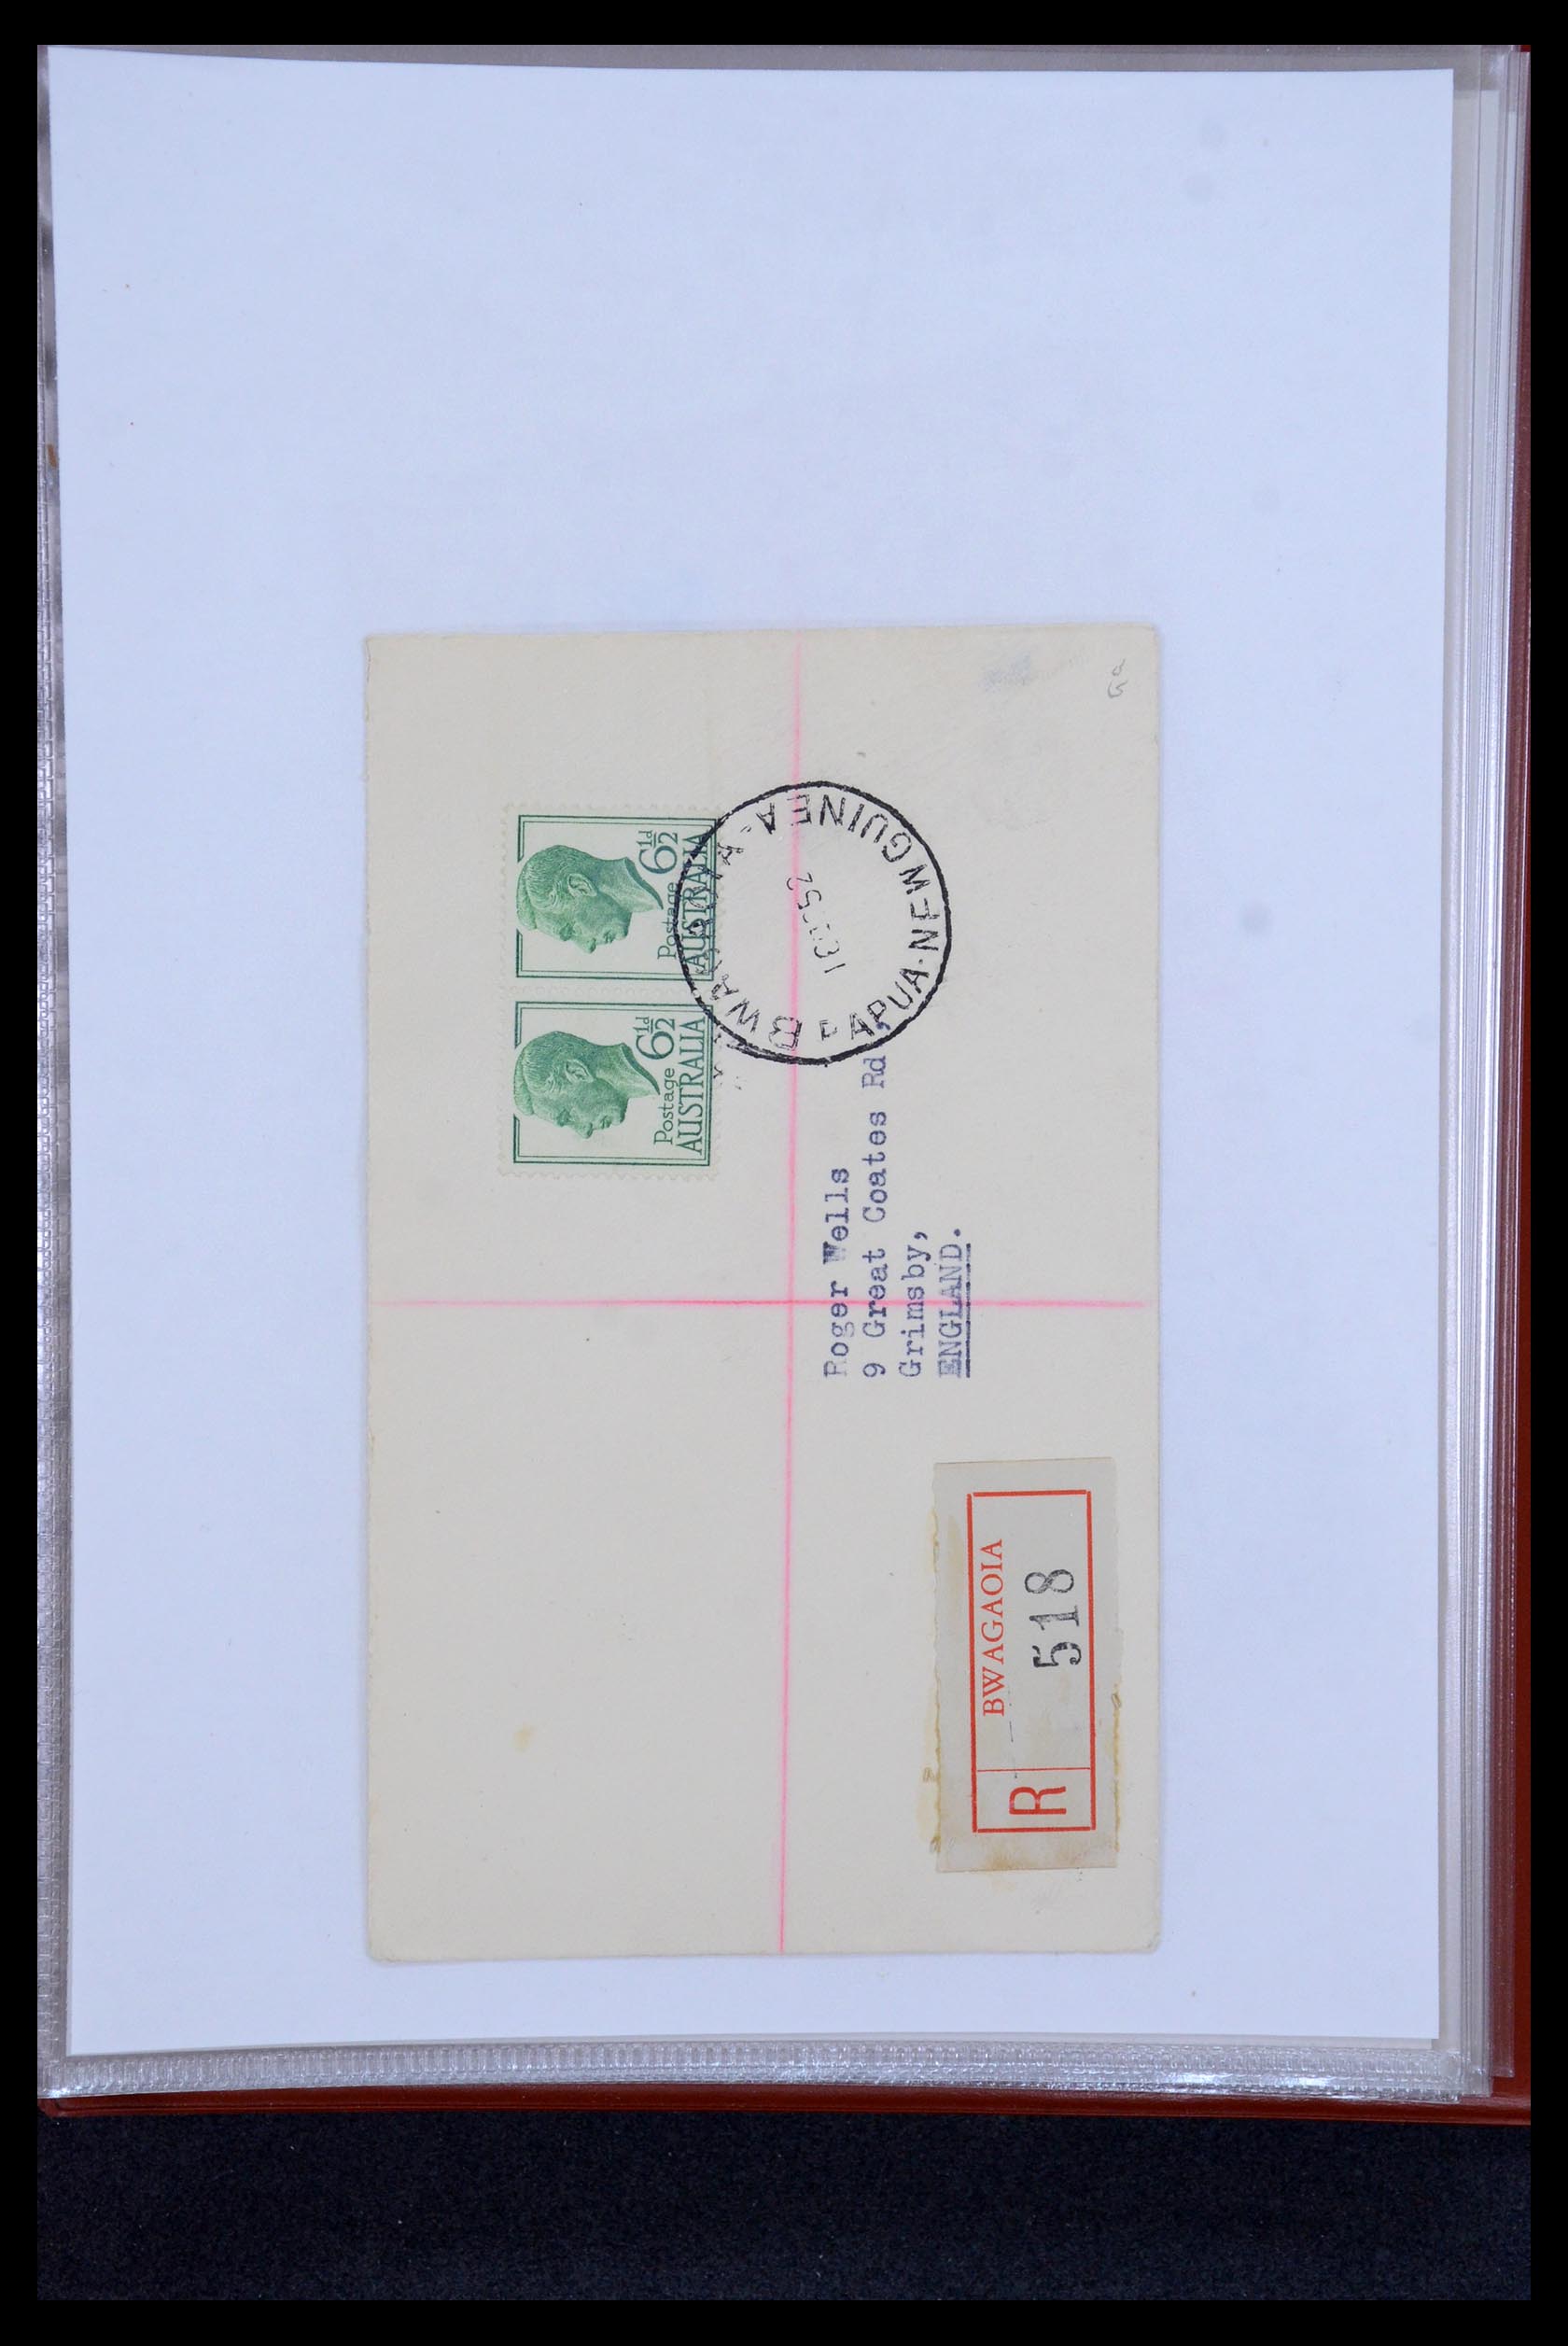 6½d
Postage
AUSTRALIA
6½d
Postage
AUSTRALIA
PAPUA-NEW GUINEA.
52
Roger Wells
9 Great Coates Rd,
Grimsby,
ENGLAND.
R
BWAGAOIA
518